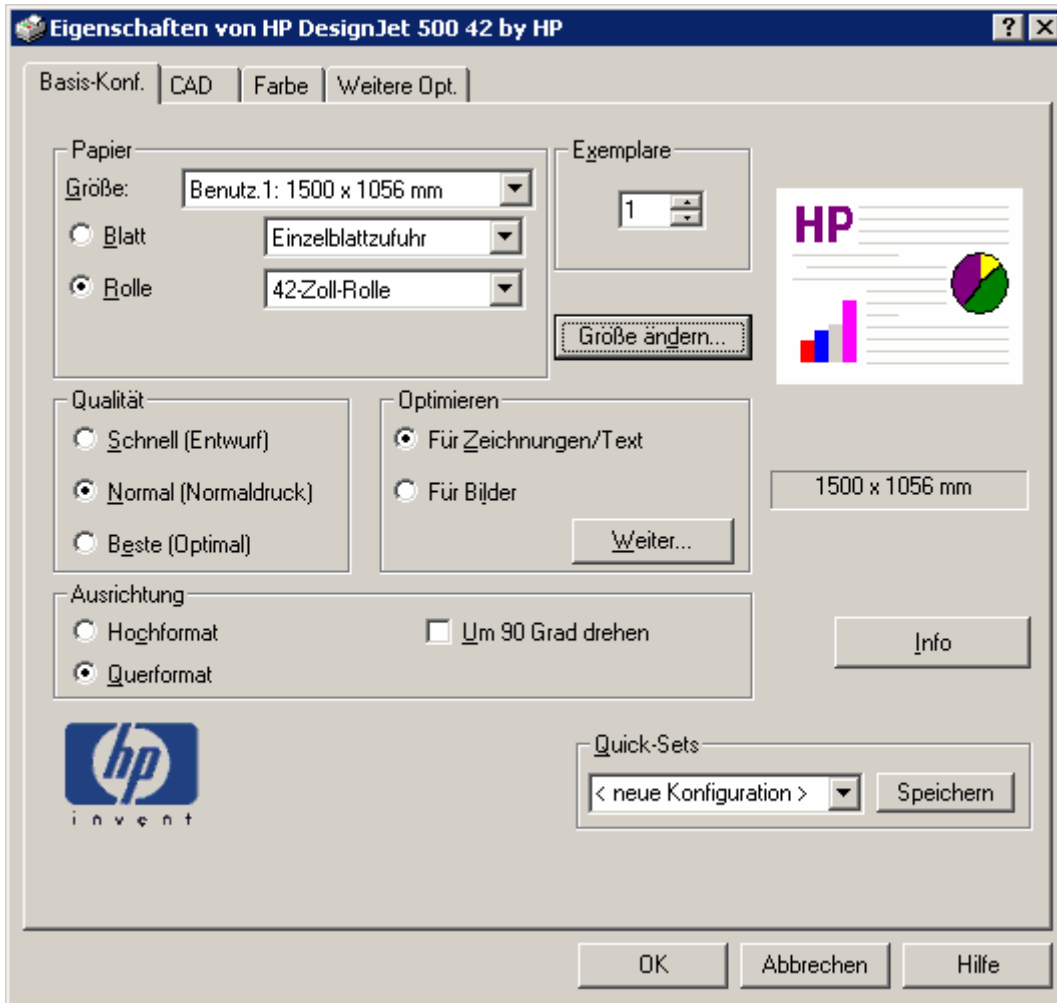 Eigenschaften von HP DesignJet 500 42 by HP
Basis-Konf.
CAD
Farbe
Weitere Opt.
Papier
Größe:
Benutz.1: 1500 x 1056 mm
Blatt
Einzelblattzufuhr
Rolle
42-Zoll-Rolle
Exemplare
1
Größe ändern...
HP
Qualität
Schnell (Entwurf)
Normal (Normaldruck)
Beste (Optimal)
Optimieren
Für Zeichnungen/Text
Für Bilder
Weiter...
1500 x 1056 mm
Ausrichtung
Hochformat
Querformat
Um 90 Grad drehen
Info
hp
invent
Quick-Sets
< neue Konfiguration >
Speichern
OK
Abbrechen
Hilfe